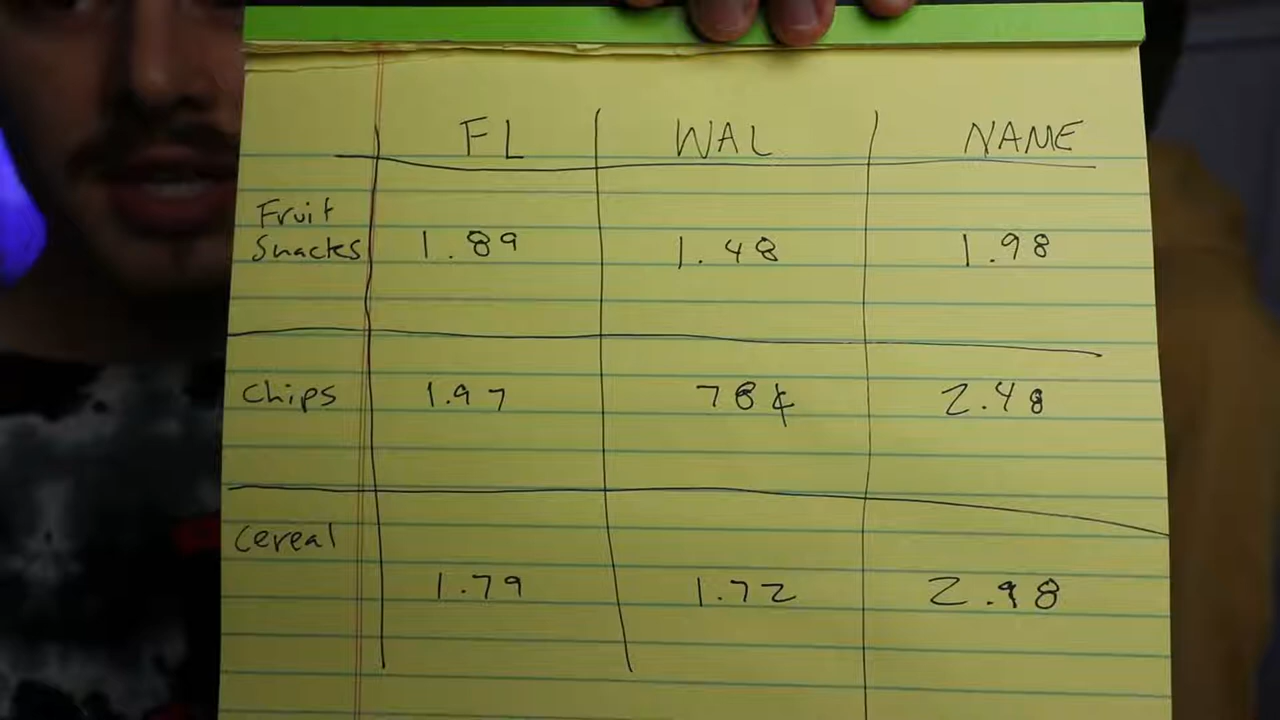 FL WAL NAME
Fruit
Snacks 1.89 1.48 1.98
Chips 1.97 78¢ 2.48
Cereal
1.79 1.72 2.98